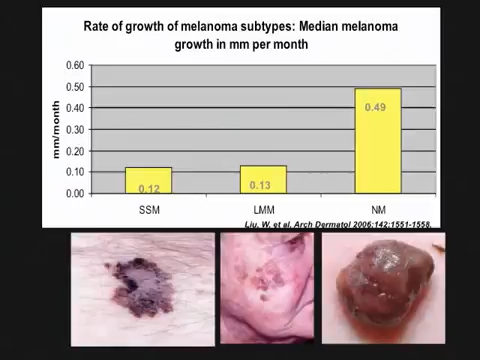 Rate of growth of melanoma subtypes: Median melanoma
growth in mm per month
0.60
0.50
0.40
0.30
0.20
0.10
0.00
mm/month
0.12
0.13
0.49
SSM
LMM
NM
Liu, W. et al. Arch Dermatol 2006;142:1551-1558.